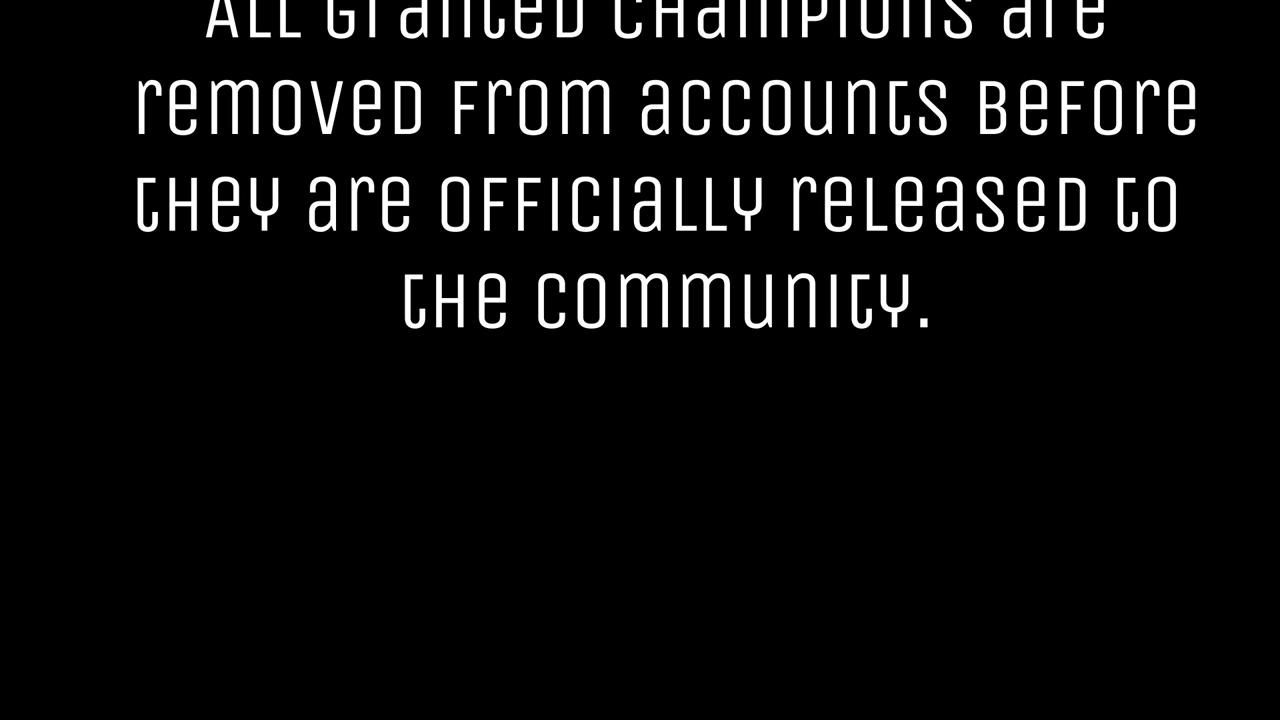 All granted champions are
removed from accounts before
they are officially released to
the community.